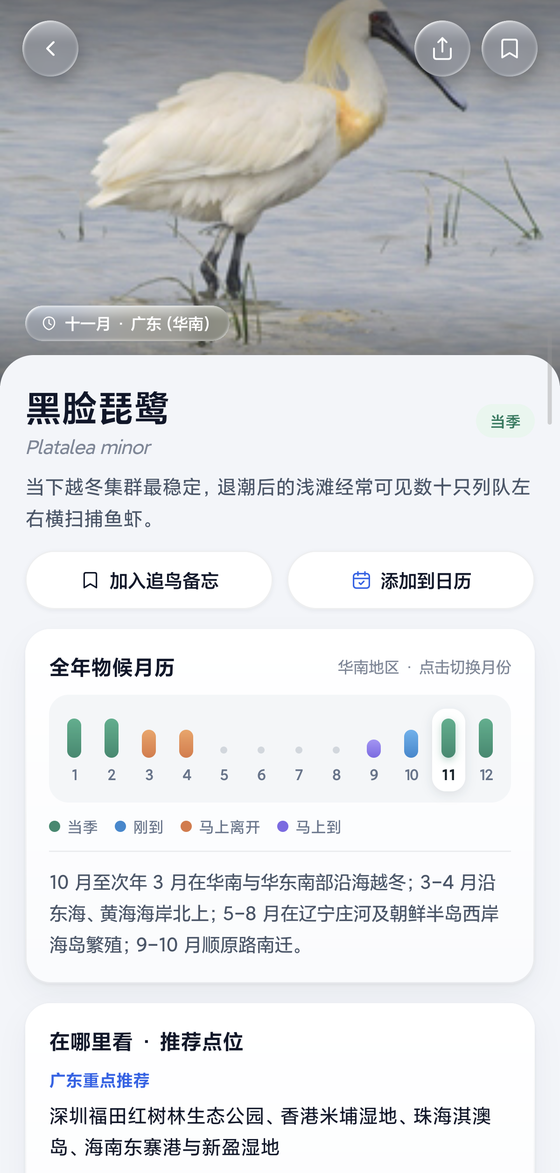 十一月 · 广东 (华南)
黑脸琵鹭
当季
Platalea minor
当下越冬集群最稳定，退潮后的浅滩经常可见数十只列队左
右横扫捕鱼虾。
加入追鸟备忘
添加到日历
全年物候月历
华南地区 · 点击切换月份
1 2 3 4 5 6 7 8 9 10 11 12
当季 刚到 马上离开 马上到
10 月至次年 3 月在华南与华东南部沿海越冬；3–4 月沿
东海、黄海海岸北上；5–8 月在辽宁庄河及朝鲜半岛西岸
海岛繁殖；9–10 月顺原路南迁。
在哪里看 · 推荐点位
广东重点推荐
深圳福田红树林生态公园、香港米埔湿地、珠海淇澳
岛、海南东寨港与新盈湿地